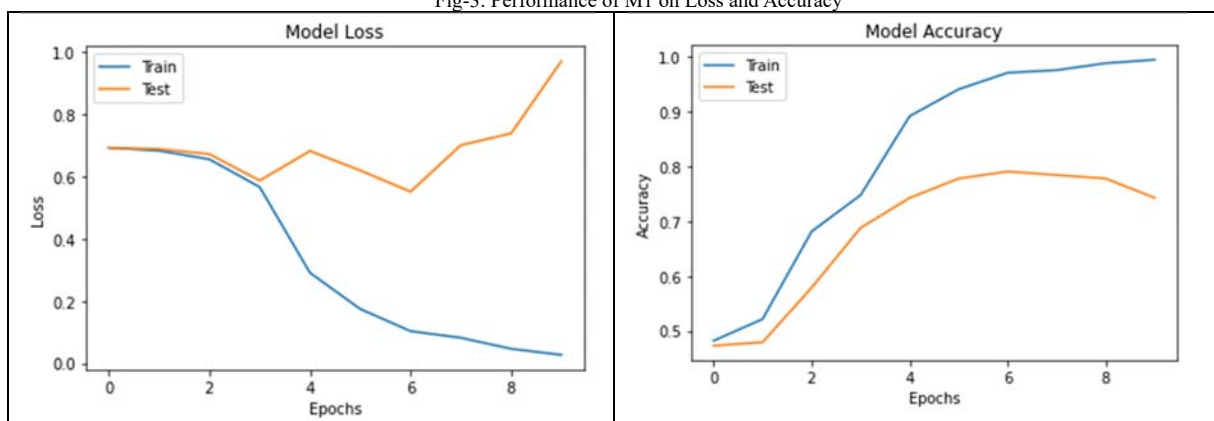 Fig-3: Performance of M1 on Loss and Accuracy
Model Loss
Train
Test
1.0
0.8
0.6
0.4
0.2
0.0
Loss
0 2 4 6 8
Epochs
Model Accuracy
Train
Test
1.0
0.9
0.8
0.7
0.6
0.5
Accuracy
0 2 4 6 8
Epochs